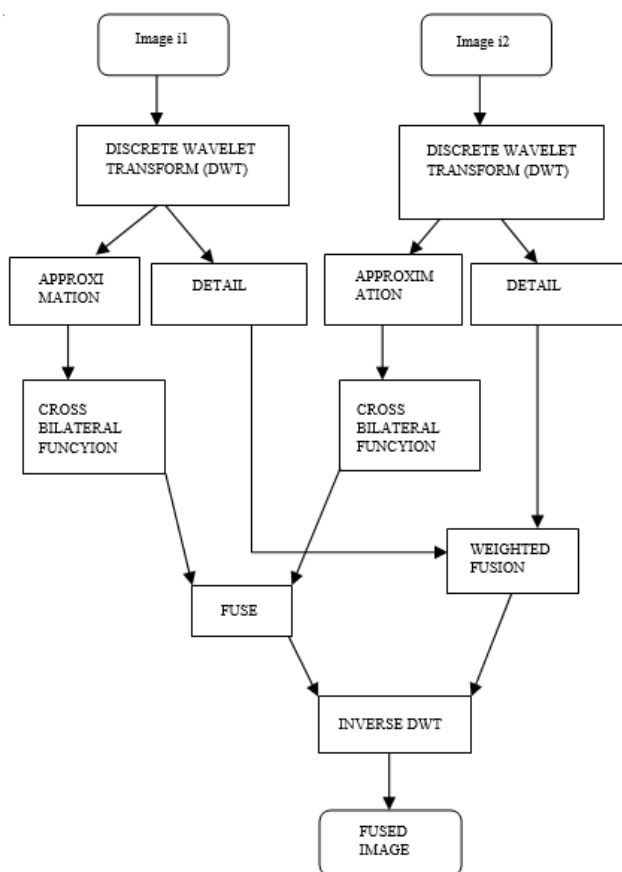 Image i1
Image i2
DISCRETE WAVELET
TRANSFORM (DWT)
DISCRETE WAVELET
TRANSFORM (DWT)
APPROXI
MATION
DETAIL
APPROXIM
ATION
DETAIL
CROSS
BILATERAL
FUNCYION
CROSS
BILATERAL
FUNCYION
WEIGHTED
FUSION
FUSE
INVERSE DWT
FUSED
IMAGE